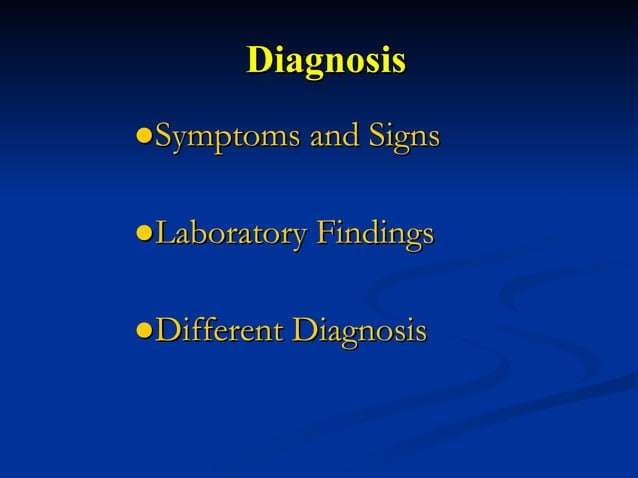 Diagnosis
●Symptoms and Signs
●Laboratory Findings
●Different Diagnosis